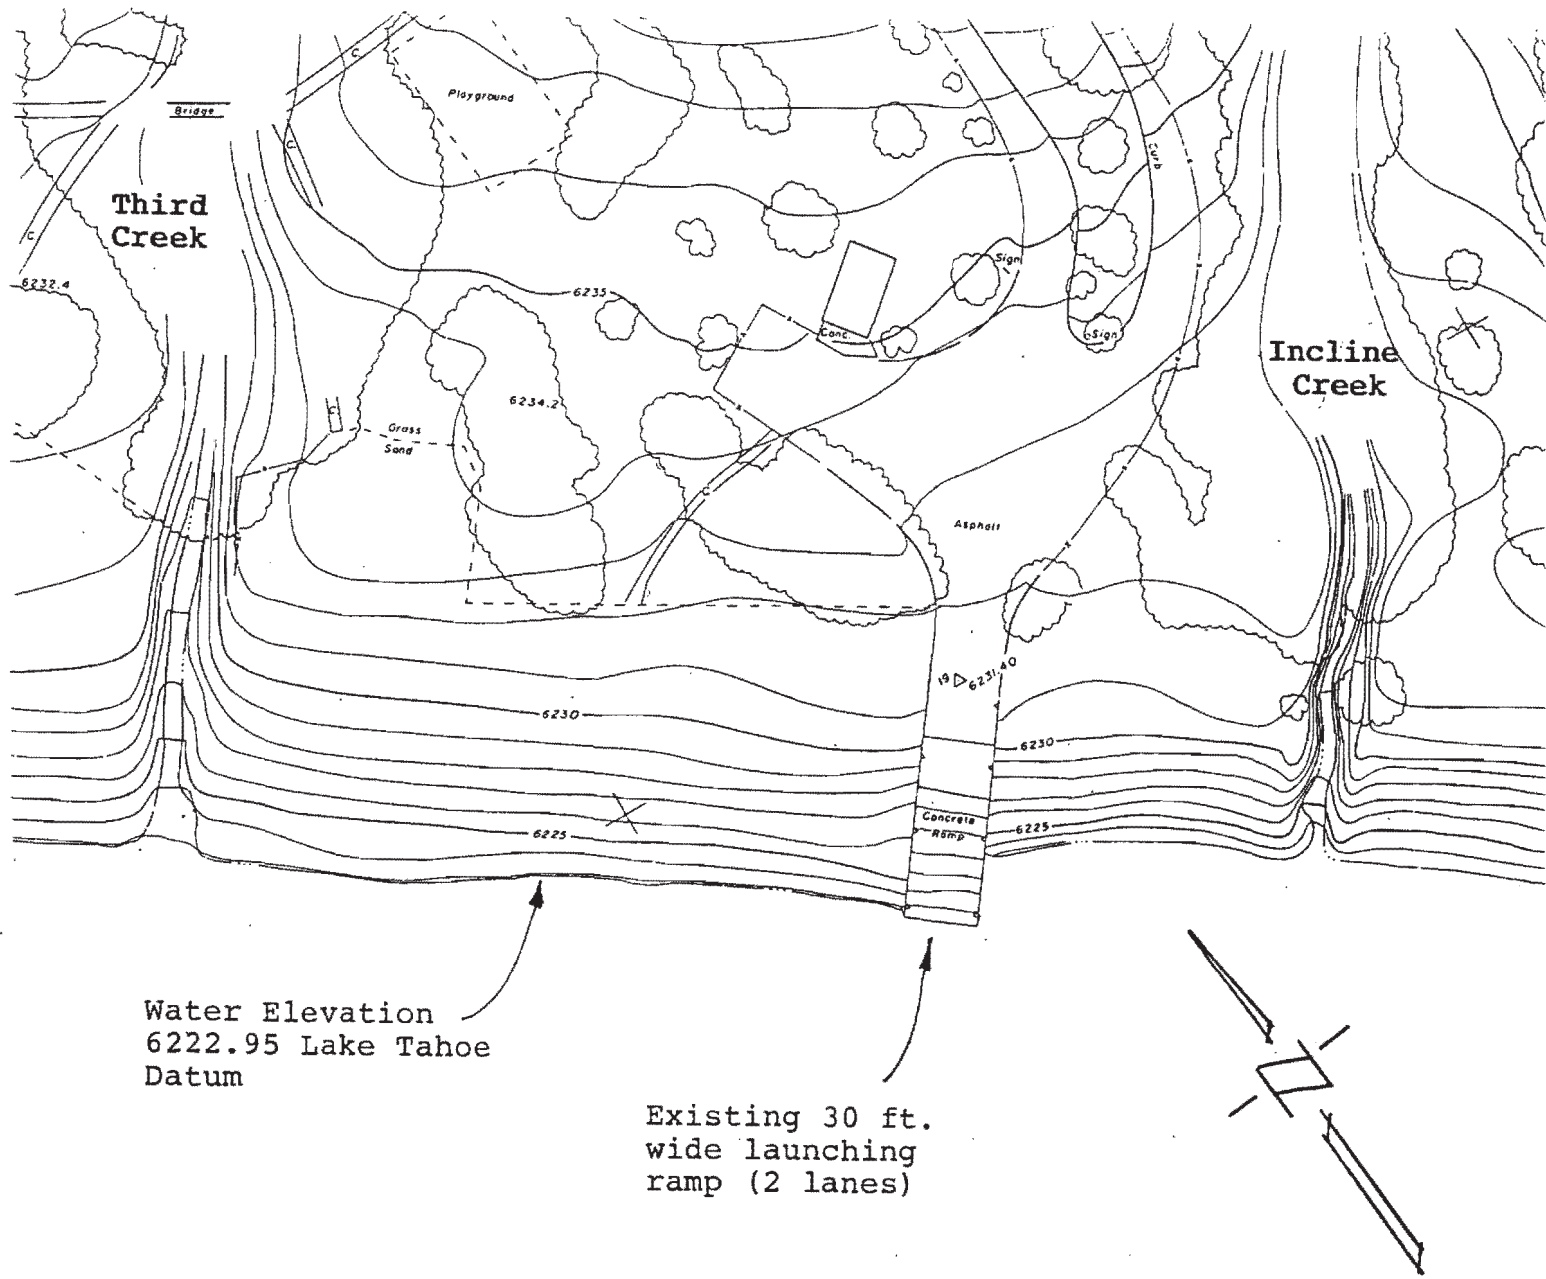 Playground
Bridge
C
C
Curb
Third
Creek
C
6232.4
6235
Sign
Conc.
Sign
Incline
Creek
6234.2
C
Grass
Sand
C
Asphalt
19 6231.40
6230
6230
Concrete
Ramp
6225
6225
Water Elevation
6222.95 Lake Tahoe
Datum
Existing 30 ft.
wide launching
ramp (2 lanes)